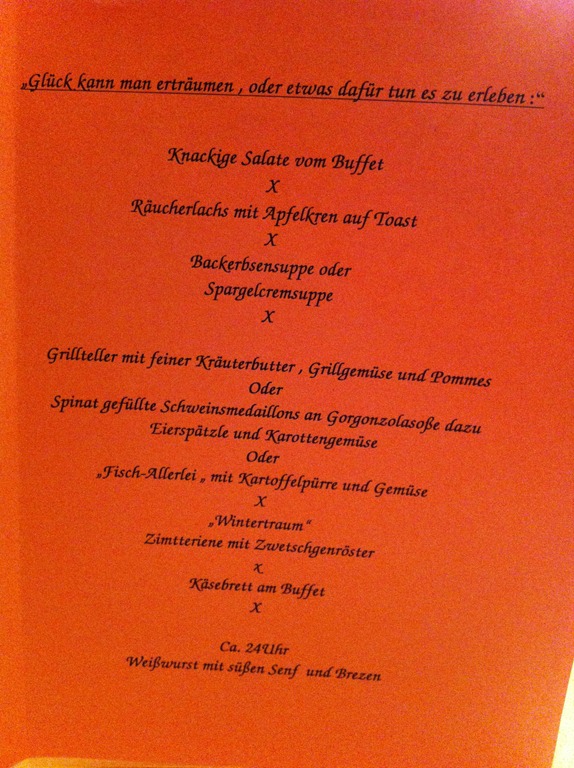 „Glück kann man erträumen , oder etwas dafür tun es zu erleben :“
Knackige Salate vom Buffet
X
Räucherlachs mit Apfelkren auf Toast
X
Backerbsensuppe oder
Spargelcremsuppe
X
Grillteller mit feiner Kräuterbutter , Grillgemüse und Pommes
Oder
Spinat gefüllte Schweinsmedaillons an Gorgonzolasoße dazu
Eierspätzle und Karottengemüse
Oder
„Fisch-Allerlei „ mit Kartoffelpürre und Gemüse
X
„Wintertraum“
Zimtteriene mit Zwetschgenröster
x
Käsebrett am Buffet
X
Ca. 24Uhr
Weißwurst mit süßen Senf und Brezen